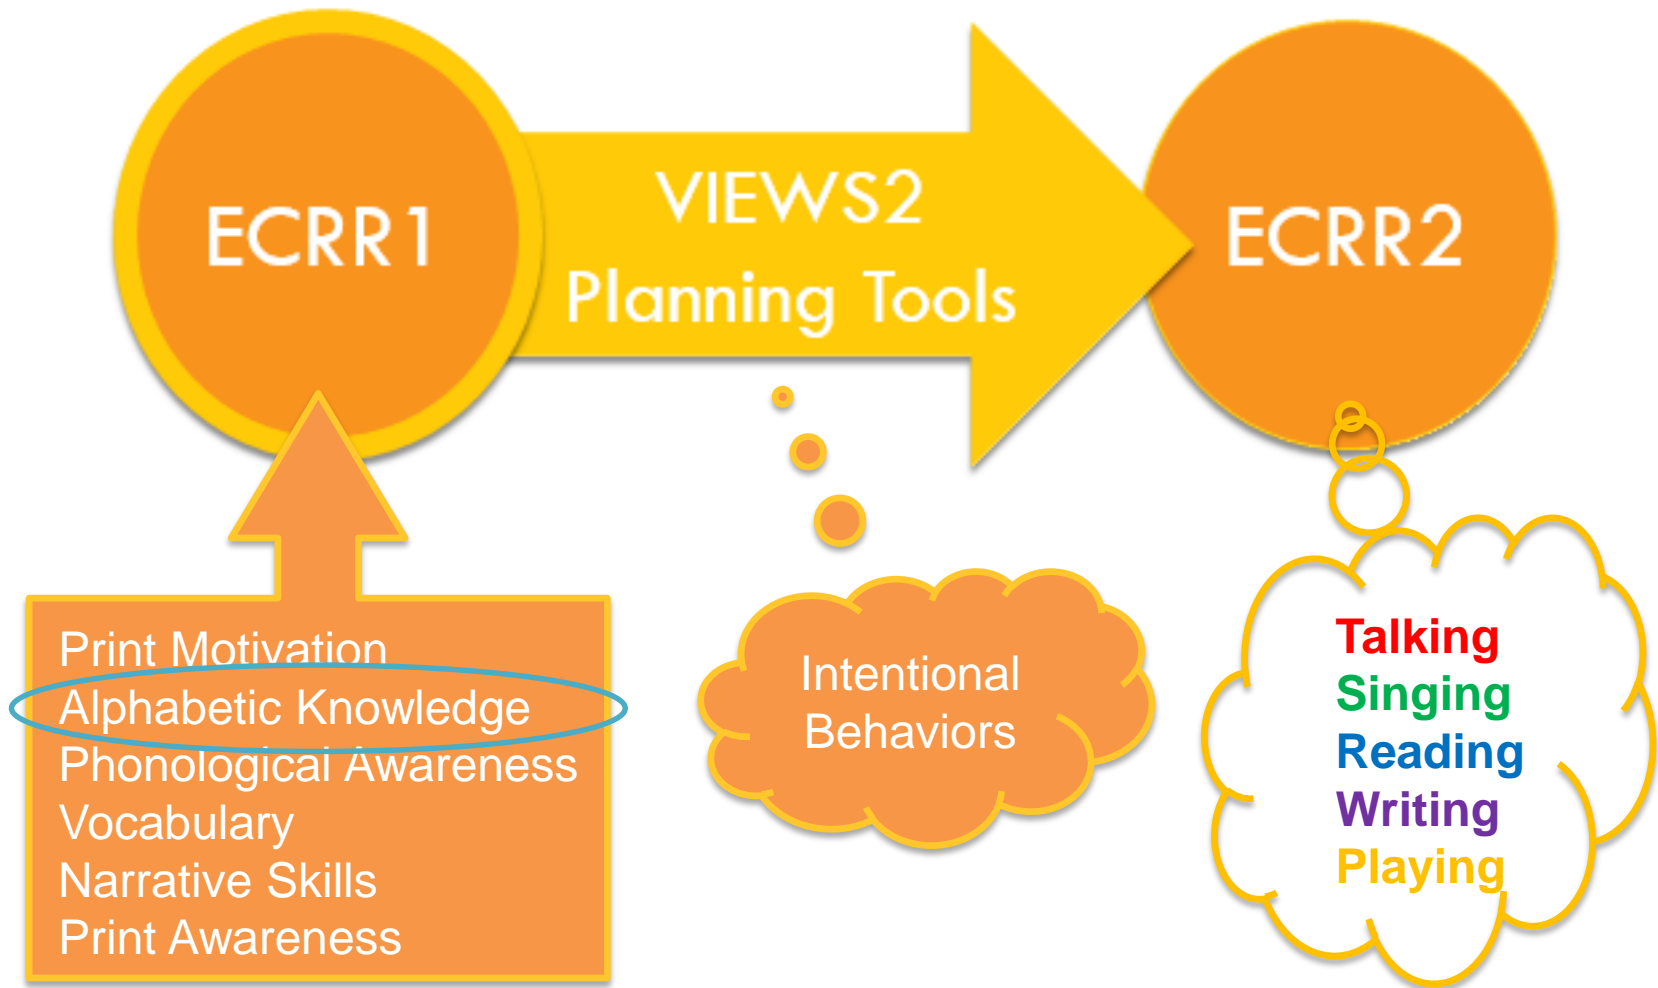 ECRR1
VIEWS2
Planning Tools
ECRR2
Print Motivation
Alphabetic Knowledge
Phonological Awareness
Vocabulary
Narrative Skills
Print Awareness
Intentional
Behaviors
Talking
Singing
Reading
Writing
Playing